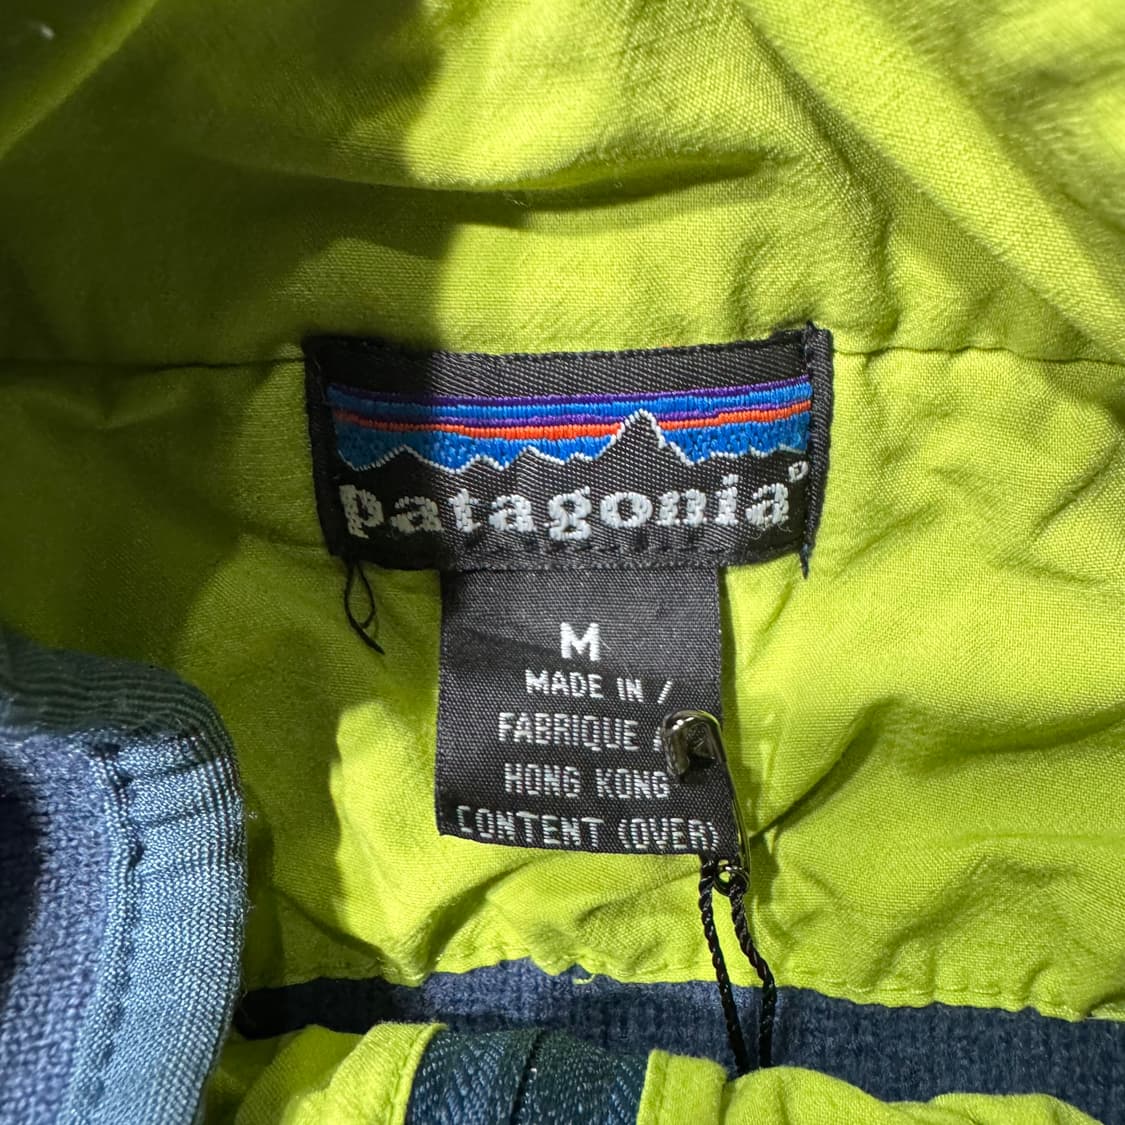 patagonia
M
MADE IN /
FABRIQUE
HONG KONG
CONTENT (OVER)